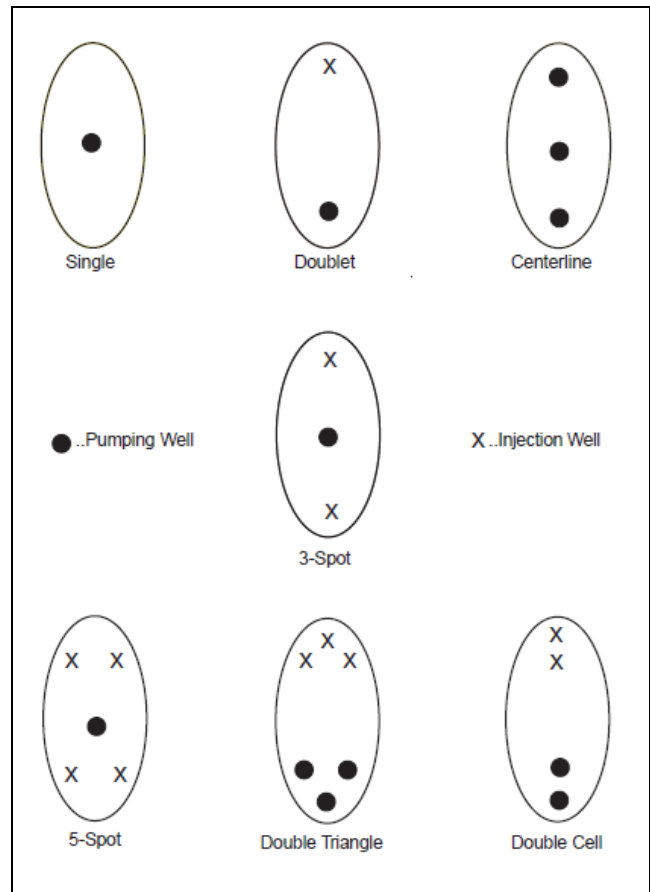 X
Single
Doublet
Centerline
X
..Pumping Well
X ..Injection Well
X
3-Spot
X X
X X
X
X X
X
X
5-Spot
Double Triangle
Double Cell